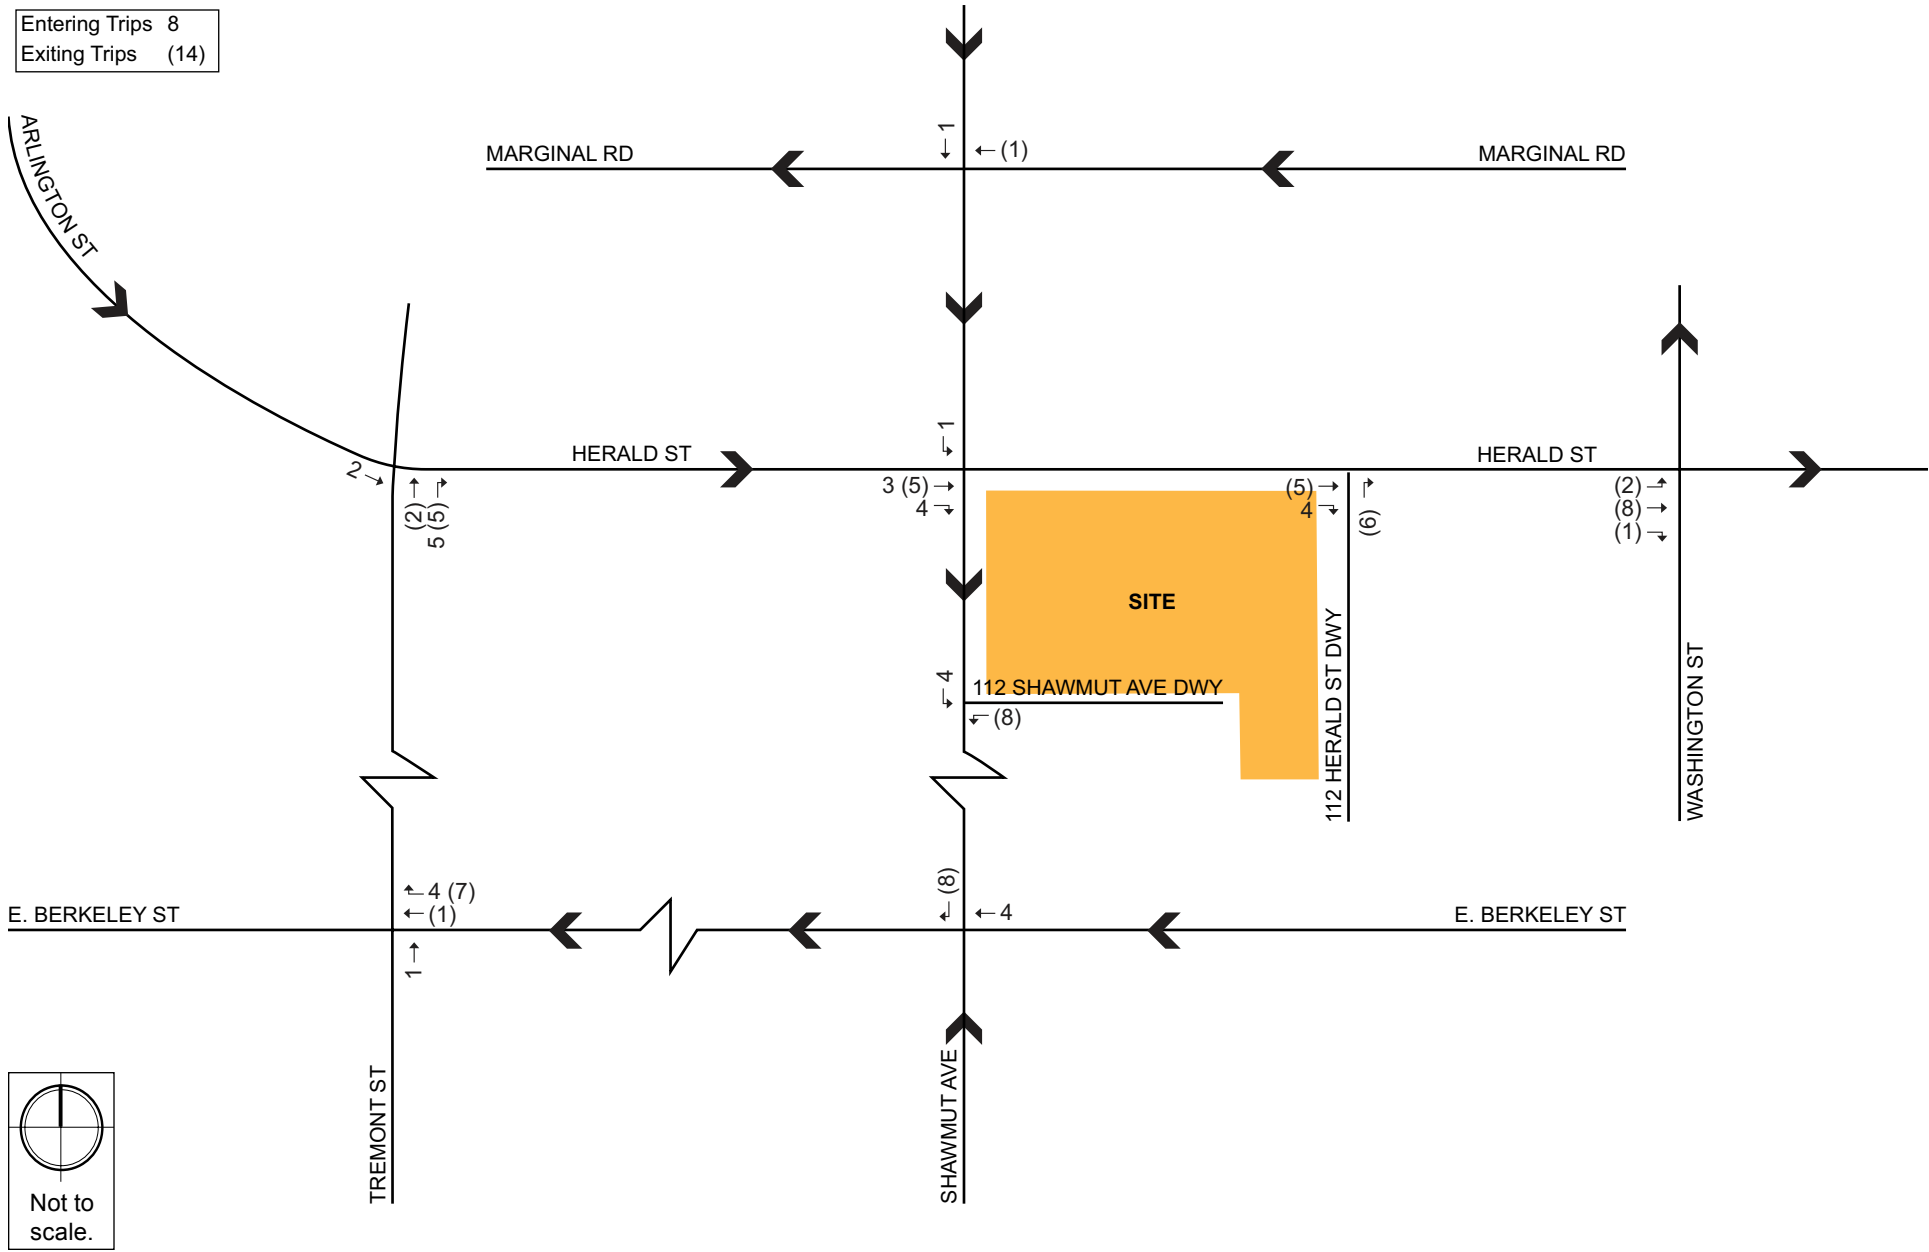 Entering Trips 8
Exiting Trips (14)
ARLINGTON ST
1
(1)
MARGINAL RD
MARGINAL RD
1
HERALD ST
HERALD ST
2
(2)
5 (5)
3 (5)
4
(5)
4
(6)
(2)
(8)
(1)
SITE
4
112 SHAWMUT AVE DWY
(8)
112 HERALD ST DWY
WASHINGTON ST
4 (7)
(1)
1
(8)
4
E. BERKELEY ST
E. BERKELEY ST
TREMONT ST
SHAWMUT AVE
Not to
scale.